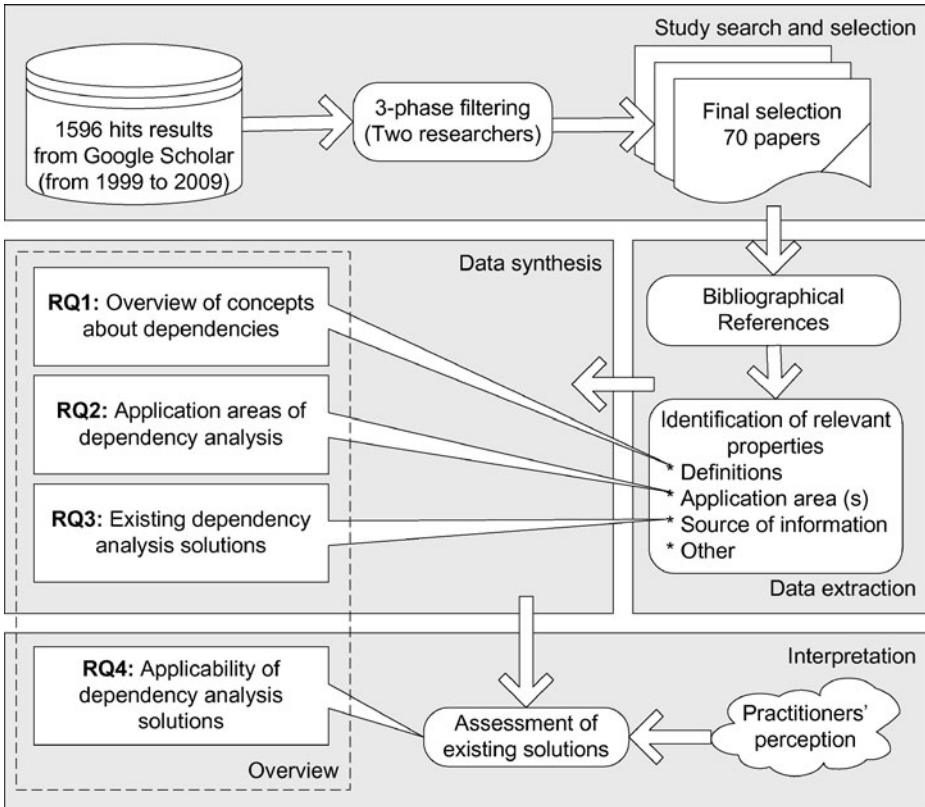 Study search and selection
1596 hits results
from Google Scholar
(from 1999 to 2009)
3-phase filtering
(Two researchers)
Final selection
70 papers
Data synthesis
RQ1: Overview of concepts
about dependencies
RQ2: Application areas of
dependency analysis
RQ3: Existing dependency
analysis solutions
Bibliographical
References
Identification of relevant
properties
* Definitions
* Application area (s)
* Source of information
* Other
Data extraction
Interpretation
RQ4: Applicability of
dependency analysis
solutions
Overview
Assessment of
existing solutions
Practitioners'
perception